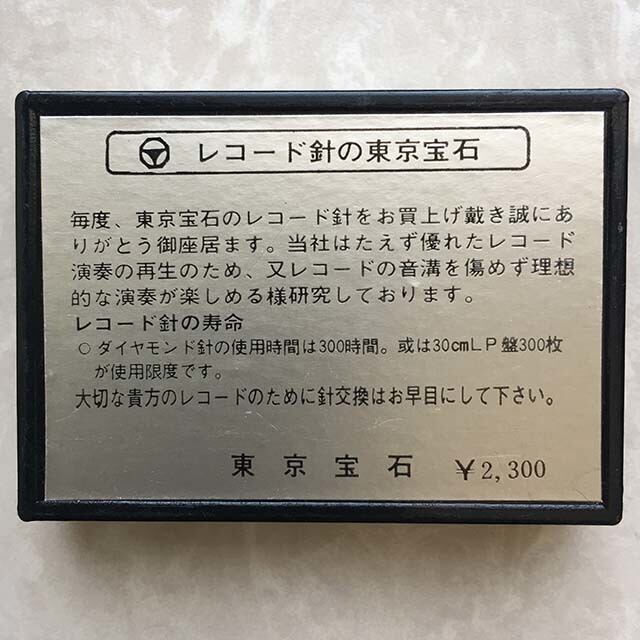 レコード針の東京宝石
毎度、東京宝石のレコード針をお買上げ戴き誠にあ
りがとう御座居ます。当社はたえず優れたレコード
演奏の再生のため、又レコードの音溝を傷めず理想
的な演奏が楽しめる様研究しております。
レコード針の寿命
○ダイヤモンド針の使用時間は300時間。或は30cmLP盤300枚
が使用限度です。
大切な貴方のレコードのために針交換はお早目にして下さい。
東京宝石 ¥2,300